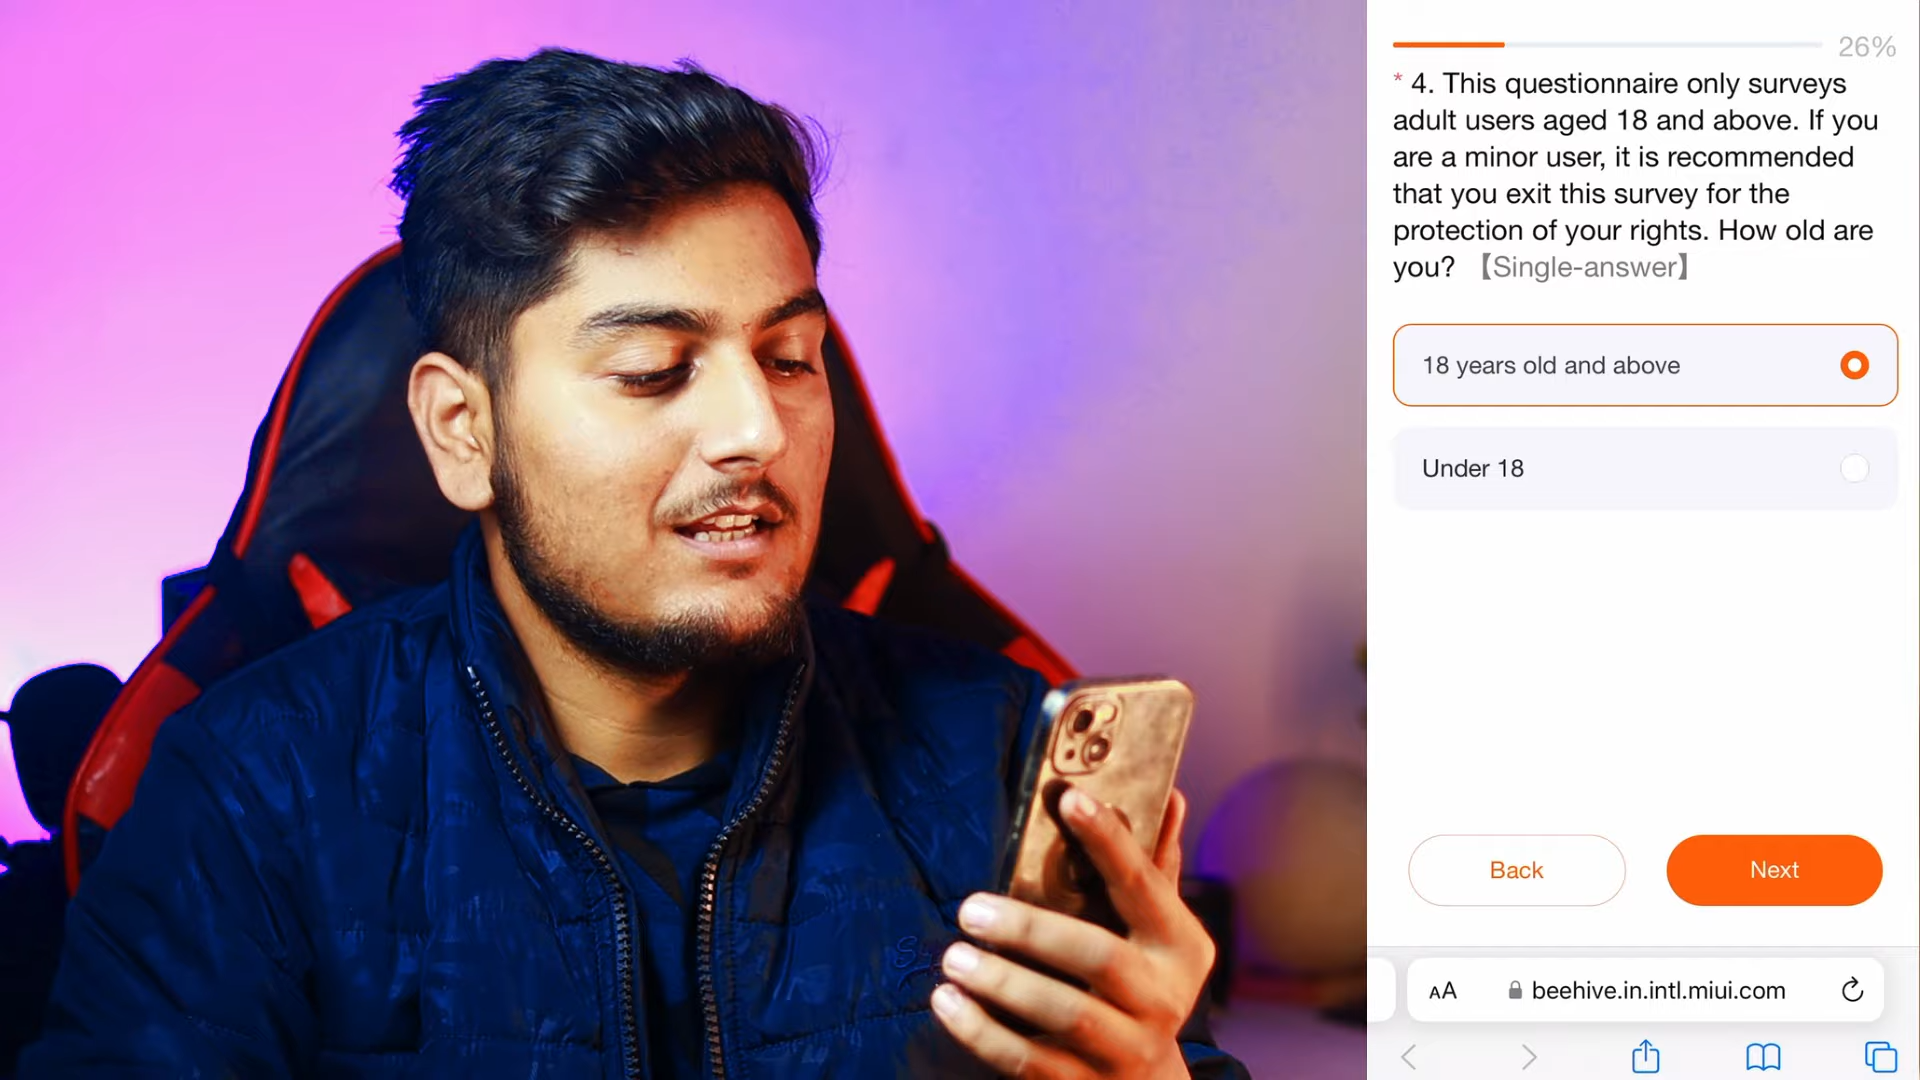 26%
* 4. This questionnaire only surveys
adult users aged 18 and above. If you
are a minor user, it is recommended
that you exit this survey for the
protection of your rights. How old are
you? 【Single-answer】
18 years old and above
Under 18
Back
Next
AA
beehive.in.intl.miui.com